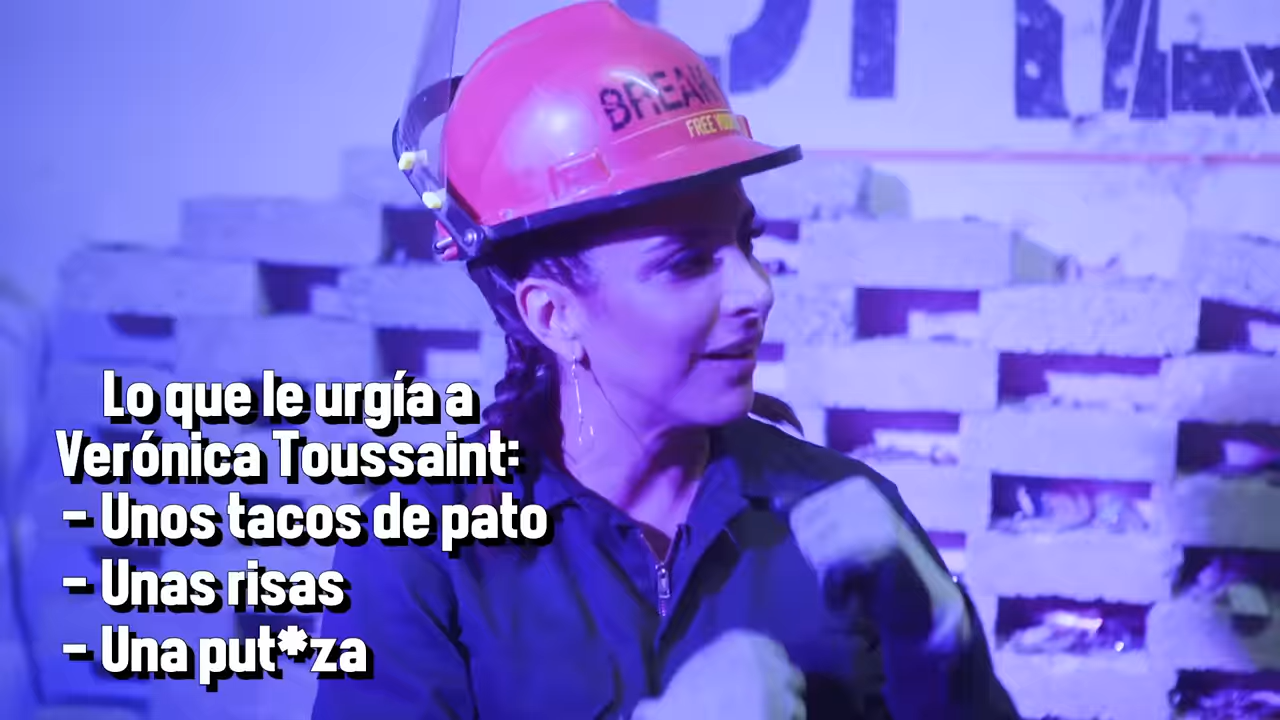 BREAK
FREE
Lo que le urgía a
Verónica Toussaint:
- Unos tacos de pato
- Unas risas
- Una put*za